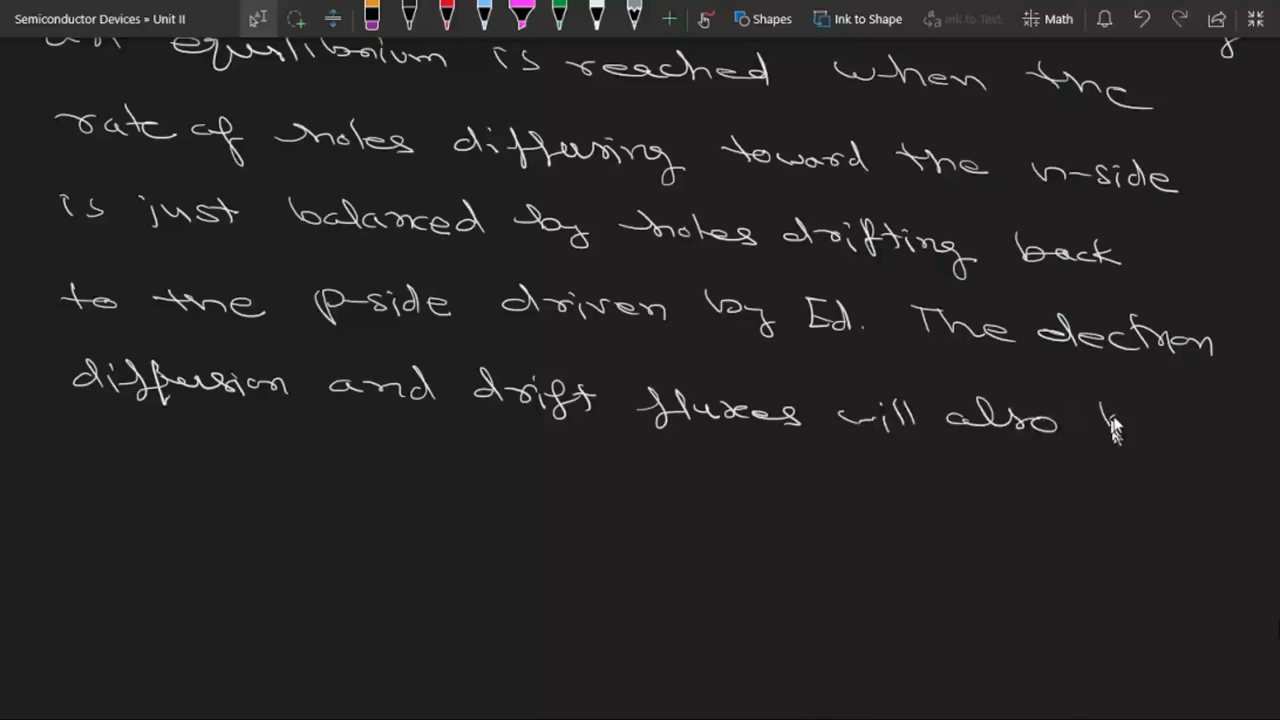 Semiconductor Devices » Unit II
Shapes Ink to Shape Ink to Text Math
equilibrium is reached when the
rate of holes diffusing toward the n-side
is just balanced by holes drifting back
to the p-side driven by Ed. The electron
diffusion and drift fluxes will also